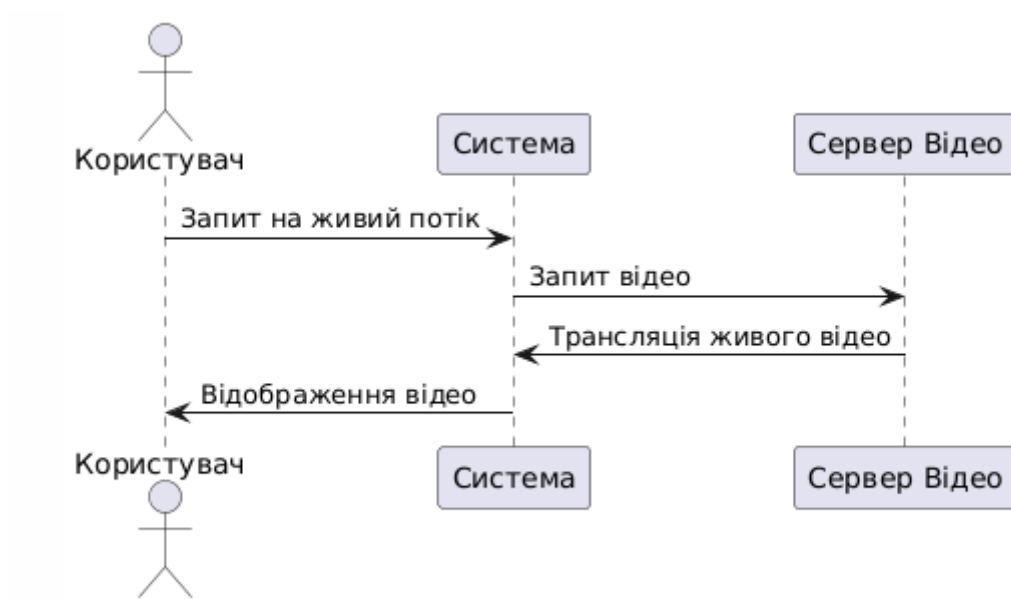 Користувач
Система
Сервер Відео
Запит на живий потік
Запит відео
Трансляція живого відео
Відображення відео
Користувач
Система
Сервер Відео